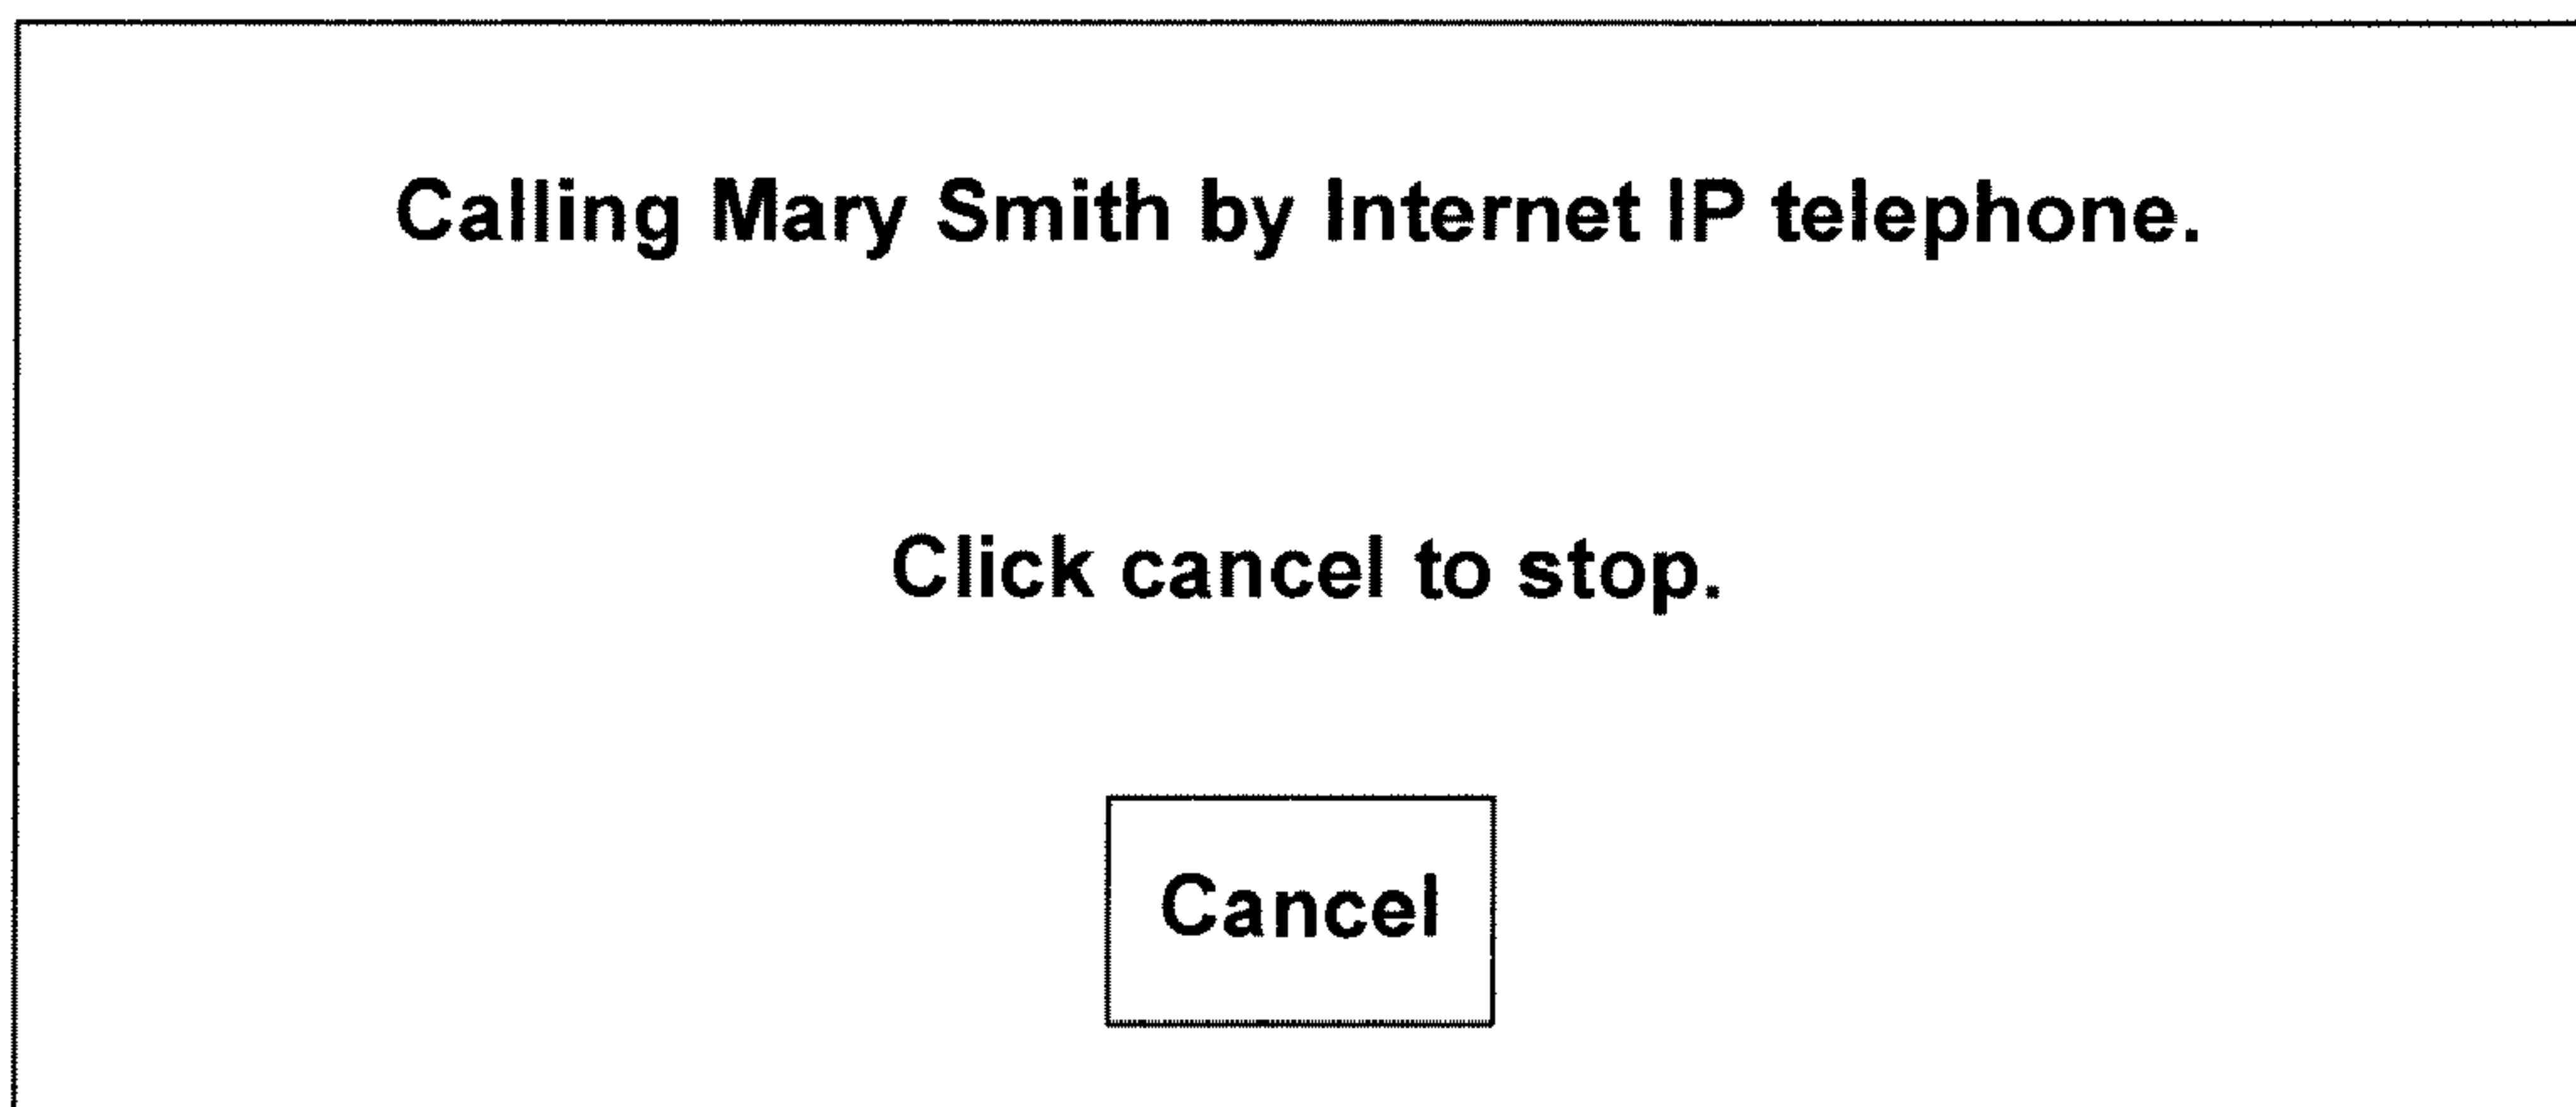 Calling Mary Smith by Internet IP telephone.
Click cancel to stop.
Cancel